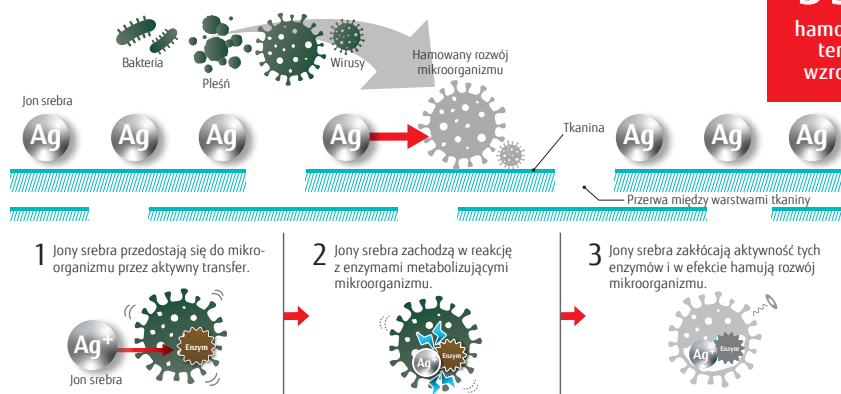 Bakteria
Pleśń
Wirusy
Hamowany rozwój
mikroorganizmu
Jon srebra
Ag
Ag
Ag
Ag
Tkanina
Ag
Ag
Ag
Przerwa między warstwami tkaniny
1 Jony srebra przedostają się do mikro-
organizmu przez aktywny transfer.
Ag+
Enzym
Jon srebra
2 Jony srebra zachodzą w reakcję
z enzymami metabolizującymi
mikroorganizmu.
Ag+
Enzym
3 Jony srebra zakłócają aktywność tych
enzymów i w efekcie hamują rozwój
mikroorganizmu.
Ag+
Enzym